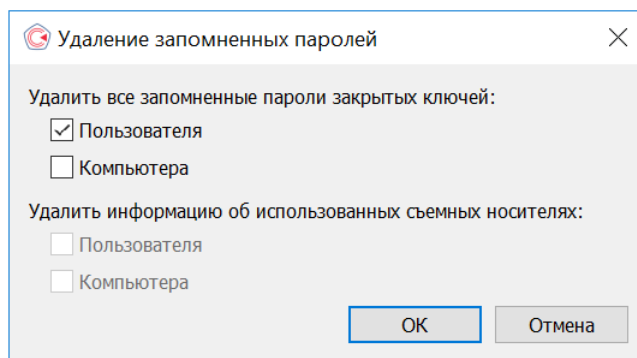 Удаление запомненных паролей
Удалить все запомненные пароли закрытых ключей:
Пользователя
Компьютера
Удалить информацию об использованных съемных носителях:
Пользователя
Компьютера
ОК Отмена